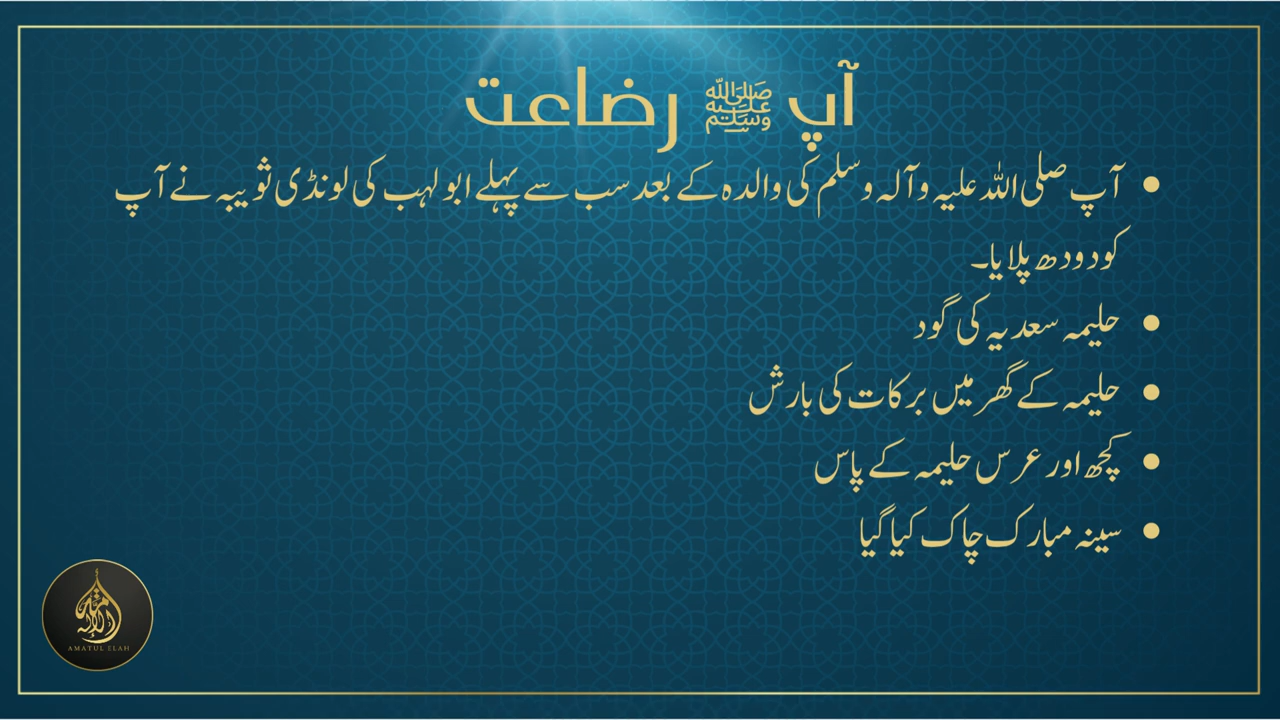 آپ ﷺ رضاعت
• آپ صلی اللہ علیہ وآلہ وسلم کی والدہ کے بعد سب سے پہلے ابو لہب کی لونڈی ثویبہ نے آپ
کو دودھ پلایا۔
• حلیمہ سعدیہ کی گود
• حلیمہ کے گھر میں برکات کی بارش
• کچھ اور عرس حلیمہ کے پاس
• سینہ مبارک چاک کیا گیا
AMATUL ELAH